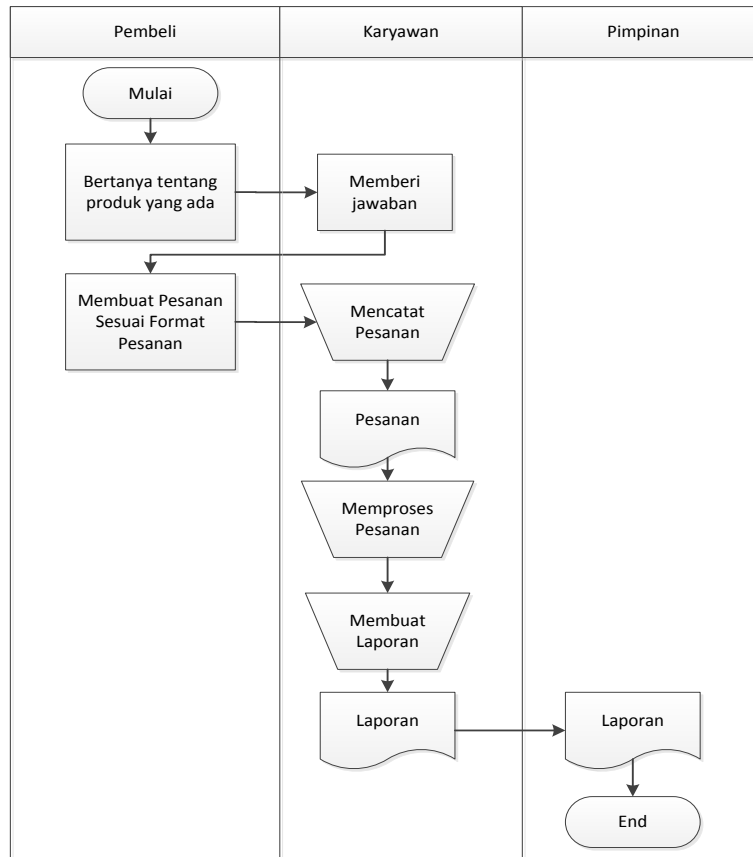 Pembeli
Karyawan
Pimpinan
Mulai
Bertanya tentang
produk yang ada
Memberi
jawaban
Membuat Pesanan
Sesuai Format
Pesanan
Mencatat
Pesanan
Pesanan
Memproses
Pesanan
Membuat
Laporan
Laporan
Laporan
End